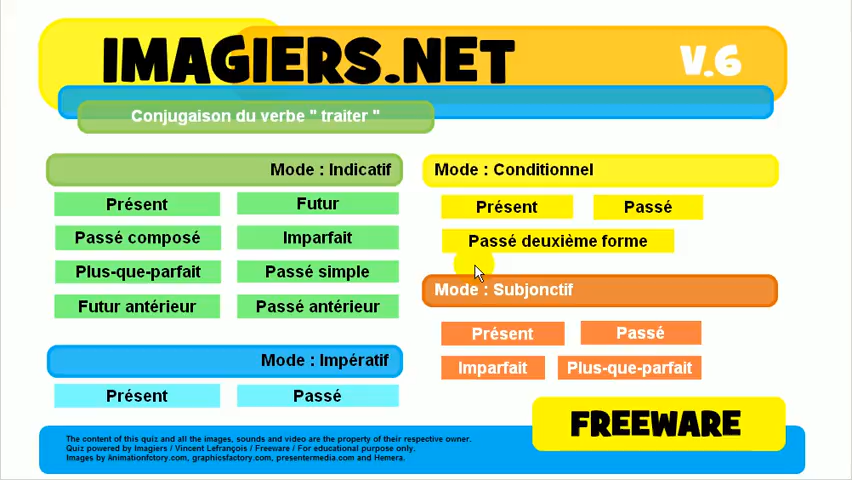 IMAGIERS.NET
V.6
Conjugaison du verbe " traiter "
Mode : Indicatif
Présent
Futur
Passé composé
Imparfait
Plus-que-parfait
Passé simple
Futur antérieur
Passé antérieur
Mode : Impératif
Présent
Passé
Mode : Conditionnel
Présent
Passé
Passé deuxième forme
Mode : Subjonctif
Présent
Passé
Imparfait
Plus-que-parfait
FREEWARE
The content of this quiz and all the images, sounds and video are the property of their respective owner.
Quiz powered by Imagiers / Vincent Lefrançois / Freeware / For educational purpose only.
Images by Animationfctory.com, graphicsfactory.com, presentermedia.com and Hemera.